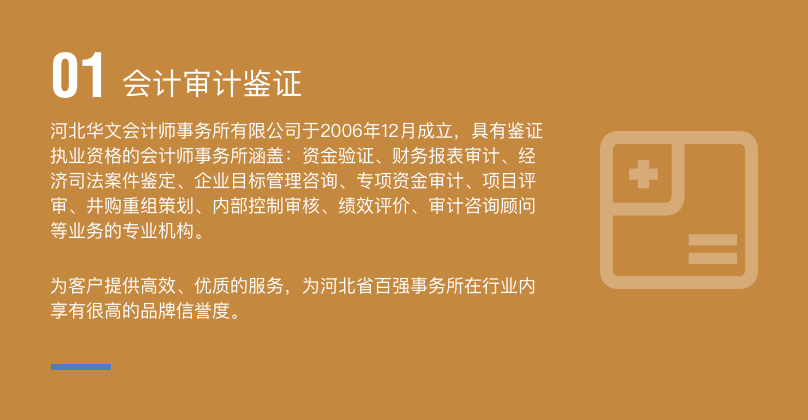 01 会计审计鉴证
河北华文会计师事务所有限公司于2006年12月成立，具有鉴证
执业资格的会计师事务所涵盖：资金验证、财务报表审计、经
济司法案件鉴定、企业目标管理咨询、专项资金审计、项目评
审、井购重组策划、内部控制审核、绩效评价、审计咨询顾问
等业务的专业机构。
为客户提供高效、优质的服务，为河北省百强事务所在行业内
享有很高的品牌信誉度。